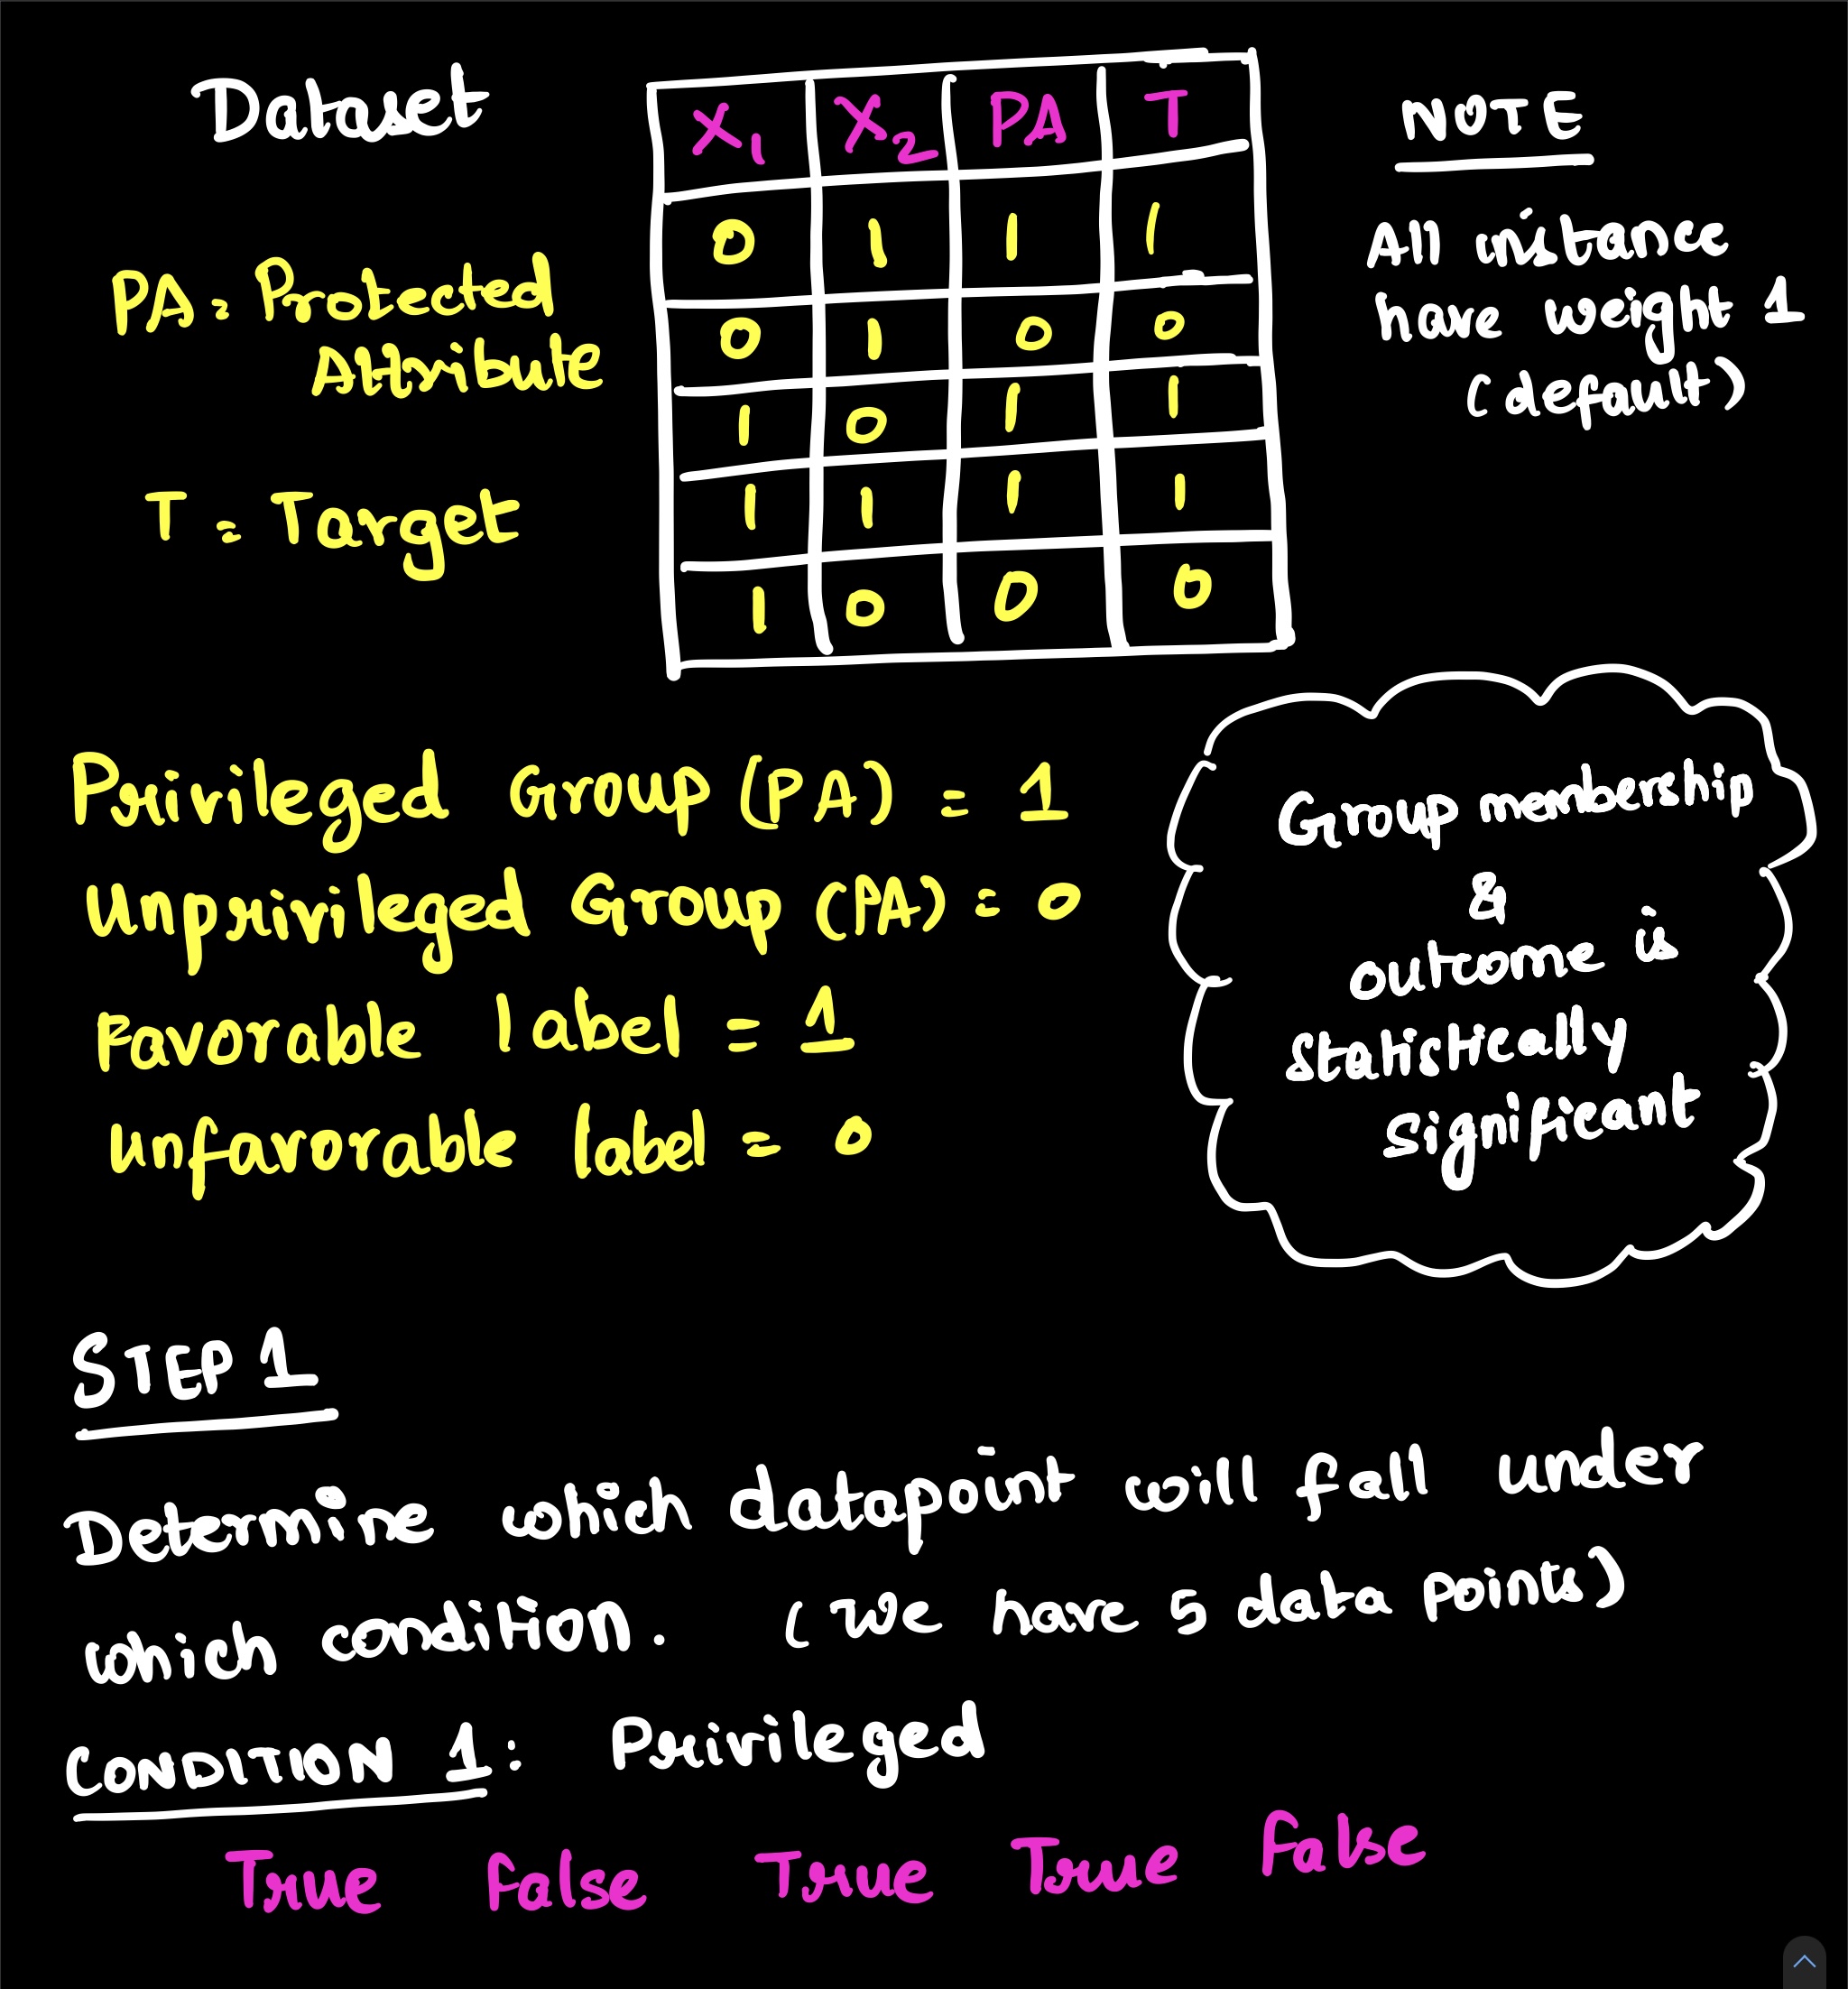 Dataset
X1 X2 PA T
0 1 1 1
0 1 0 0
1 0 1 1
1 1 1 1
1 0 0 0
PA = Protected
Attribute
T = Target
NOTE
All instance
have weight 1
(default)
Privileged Group (PA) = 1
Unprivileged Group (PA) = 0
Favorable label = 1
Unfavorable label = 0
Group membership
&
outcome is
statistically
significant
STEP 1
Determine which datapoint will fall under
which condition. (We have 5 data points)
CONDITION 1: Privileged
True False True True False